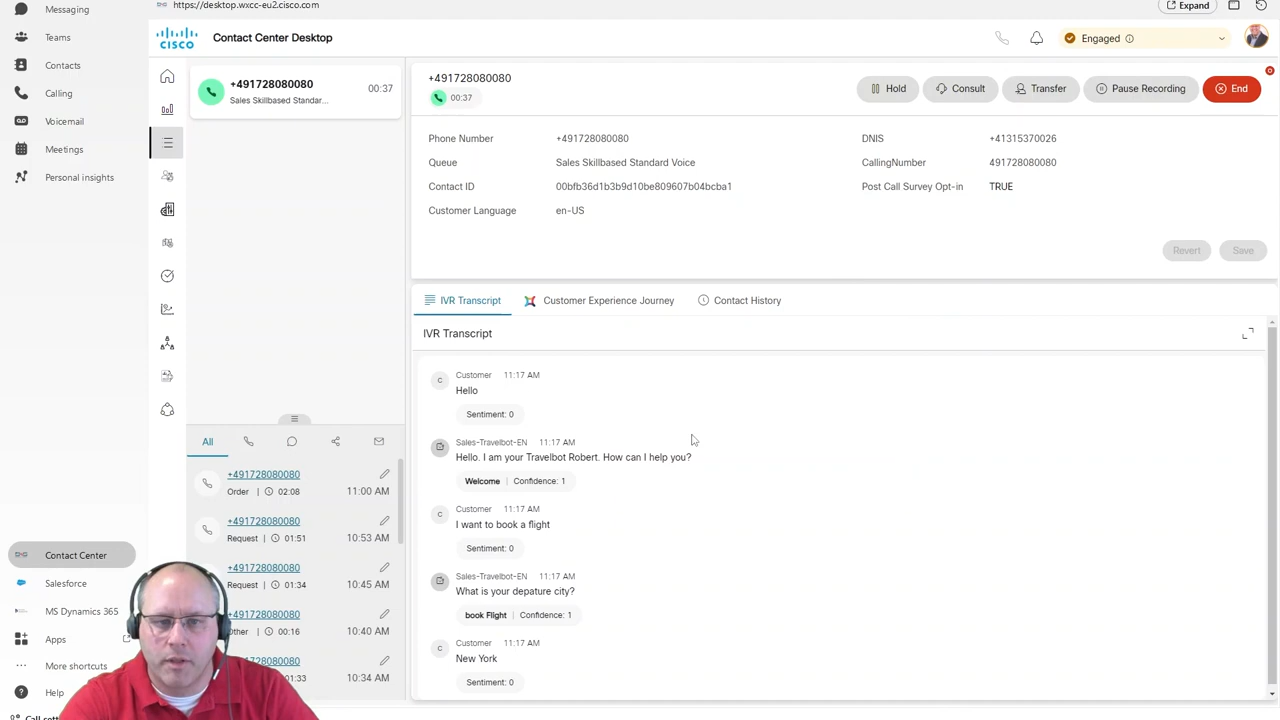 Messaging
Teams
Contacts
Calling
Voicemail
Meetings
Personal insights
Contact Center
Salesforce
MS Dynamics 365
Apps
More shortcuts
Help
https://desktop.wxcc-eu2.cisco.com
Expand
CISCO
Contact Center Desktop
Engaged
+491728080080
00:37
Sales Skillbased Standar...
+491728080080
00:37
Hold
Consult
Transfer
Pause Recording
End
Phone Number +491728080080
DNIS +41315370026
Queue Sales Skillbased Standard Voice
CallingNumber 491728080080
Contact ID 00bfb36d1b3b9d10be809607b04bcba1
Post Call Survey Opt-in TRUE
Customer Language en-US
Revert
Save
IVR Transcript
Customer Experience Journey
Contact History
IVR Transcript
C
Customer 11:17 AM
Hello
Sentiment: 0
Sales-Travelbot-EN 11:17 AM
Hello. I am your Travelbot Robert. How can I help you?
Welcome | Confidence: 1
C
Customer 11:17 AM
I want to book a flight
Sentiment: 0
Sales-Travelbot-EN 11:17 AM
What is your depature city?
book Flight | Confidence: 1
C
Customer 11:17 AM
New York
Sentiment: 0
All
+491728080080
Order | 02:08 11:00 AM
+491728080080
Request | 01:51 10:53 AM
+491728080080
Request | 01:34 10:45 AM
+491728080080
Other | 00:16 10:40 AM
728080080
01:33 10:34 AM